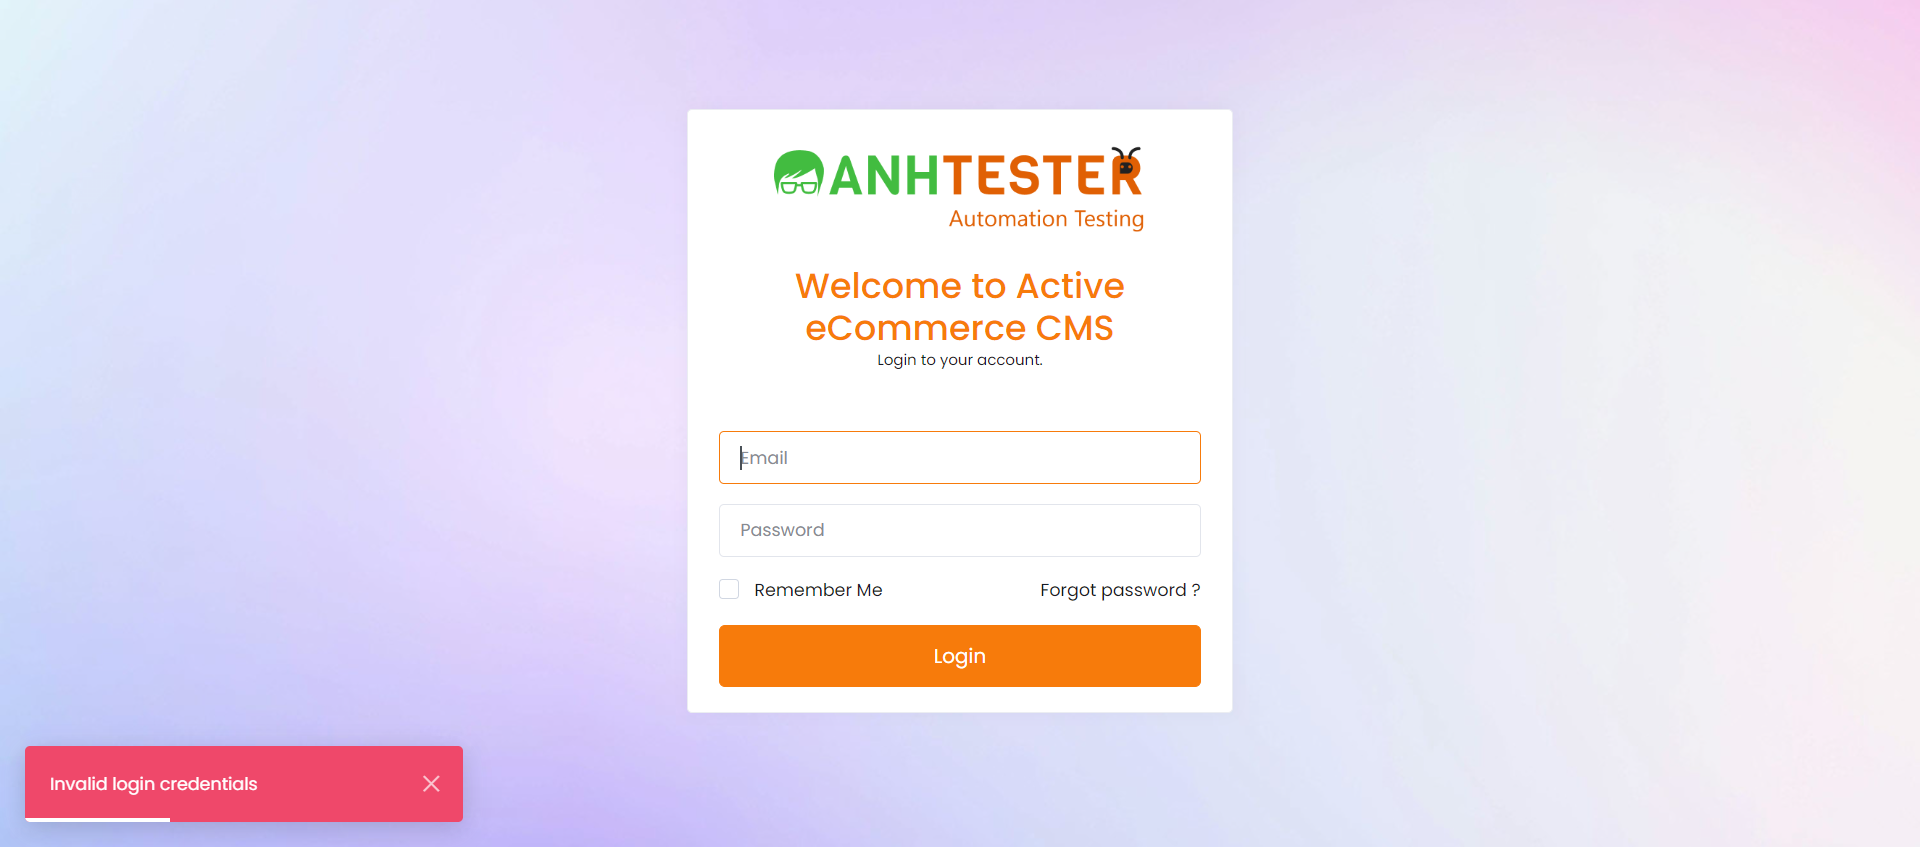 ANHTESTER
Automation Testing
Welcome to Active
eCommerce CMS
Login to your account.
Email
Password
Remember Me
Forgot password ?
Login
Invalid login credentials